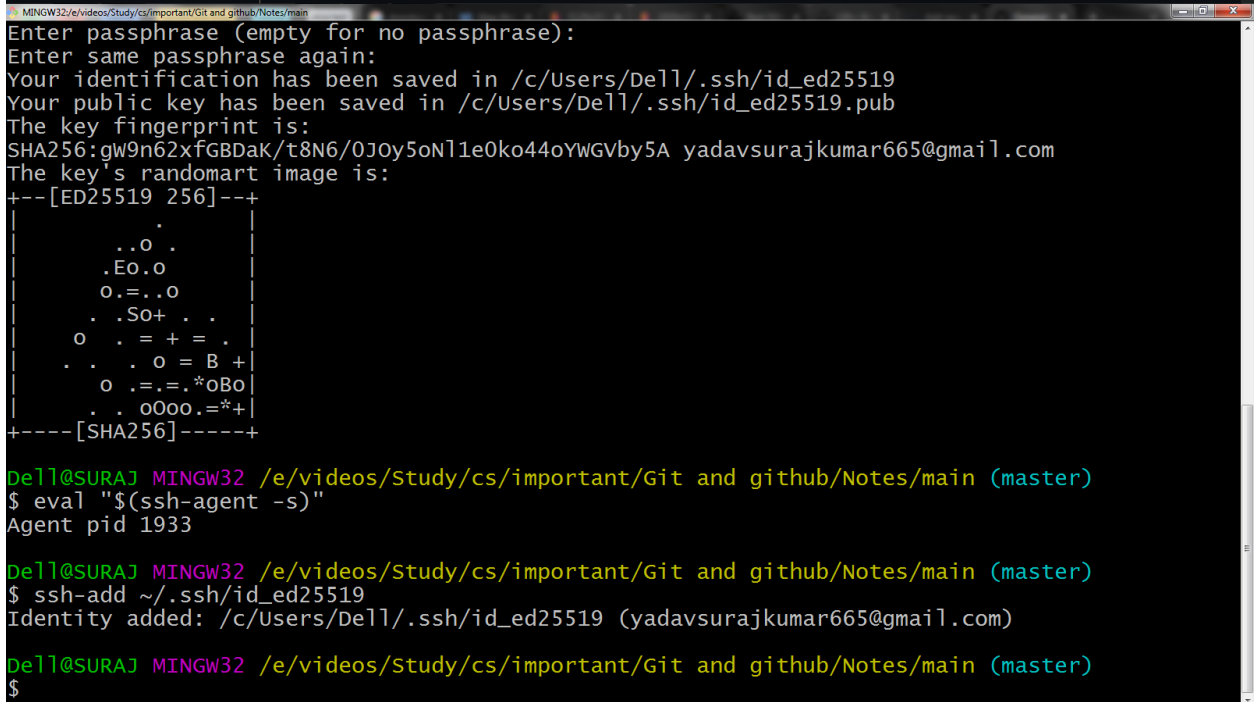 MINGW32:/e/videos/Study/cs/important/Git and github/Notes/main
Enter passphrase (empty for no passphrase):
Enter same passphrase again:
Your identification has been saved in /c/Users/Dell/.ssh/id_ed25519
Your public key has been saved in /c/Users/Dell/.ssh/id_ed25519.pub
The key fingerprint is:
SHA256:gW9n62xfGBDaK/t8N6/OJOy5oNl1e0ko44oYWGVby5A yadavsurajkumar665@gmail.com
The key's randomart image is:
+--[ED25519 256]--+
|           .     |
|        ..o .    |
|       .Eo.o     |
|       o.=..o    |
|      . .So+ . . |
|     o  . = + = .|
|    . .  . o = B +|
|       o .=.=.*oBo|
|      . . oOoo.=*+|
+----[SHA256]-----+
Dell@SURAJ MINGW32 /e/videos/Study/cs/important/Git and github/Notes/main (master)
$ eval "$(ssh-agent -s)"
Agent pid 1933
Dell@SURAJ MINGW32 /e/videos/Study/cs/important/Git and github/Notes/main (master)
$ ssh-add ~/.ssh/id_ed25519
Identity added: /c/Users/Dell/.ssh/id_ed25519 (yadavsurajkumar665@gmail.com)
Dell@SURAJ MINGW32 /e/videos/Study/cs/important/Git and github/Notes/main (master)
$